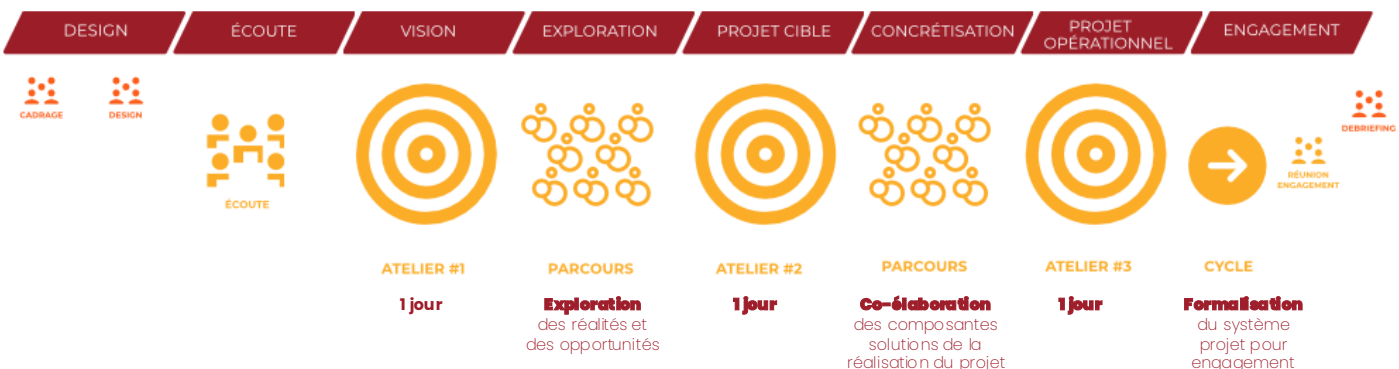 DESIGN
ÉCOUTE
VISION
EXPLORATION
PROJET CIBLE
CONCRÉTISATION
PROJET
OPÉRATIONNEL
ENGAGEMENT
CADRAGE
DESIGN
ÉCOUTE
RÉUNION
ENGAGEMENT
DEBRIEFING
ATELIER #1
1 jour
PARCOURS
Exploration
des réalités et
des opportunités
ATELIER #2
1 jour
PARCOURS
Co-élaboration
des composantes
solutions de la
réalisation du projet
ATELIER #3
1 jour
CYCLE
Formalisation
du système
projet pour
engagement